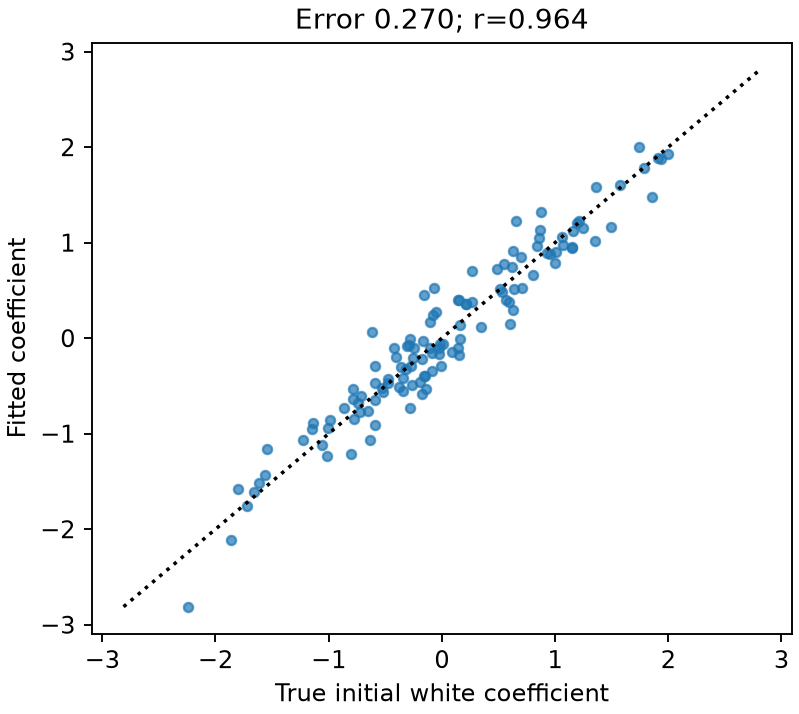 Error 0.270; r=0.964
3
2
1
0
−1
−2
−3
Fitted coefficient
−3 −2 −1 0 1 2 3
True initial white coefficient